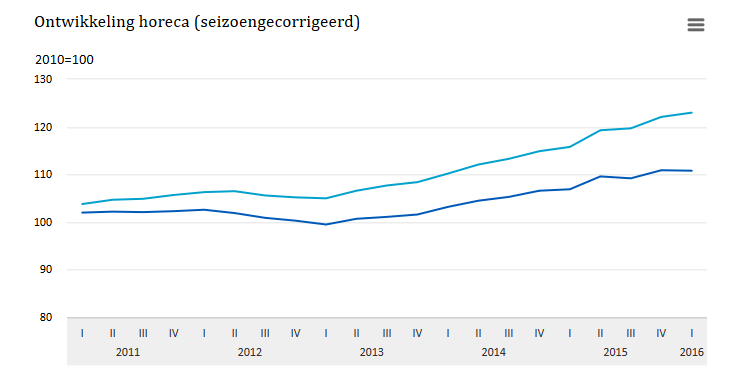 Ontwikkeling horeca (seizoengecorrigeerd)
2010=100
130
120
110
100
90
80
I II III IV I II III IV I II III IV I II III IV I II III IV I
2011 2012 2013 2014 2015 2016